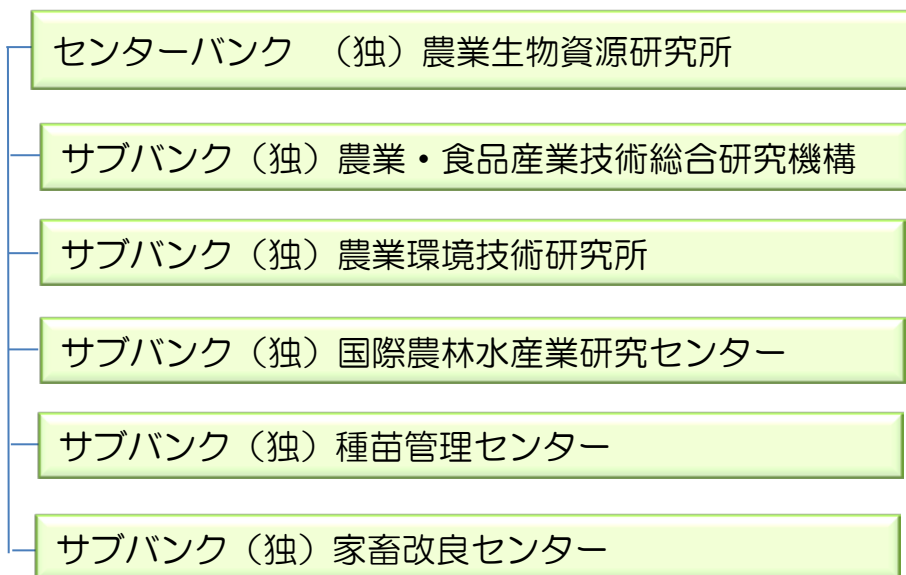 センターバンク　（独）農業生物資源研究所
サブバンク（独）農業・食品産業技術総合研究機構
サブバンク（独）農業環境技術研究所
サブバンク（独）国際農林水産業研究センター
サブバンク（独）種苗管理センター
サブバンク（独）家畜改良センター